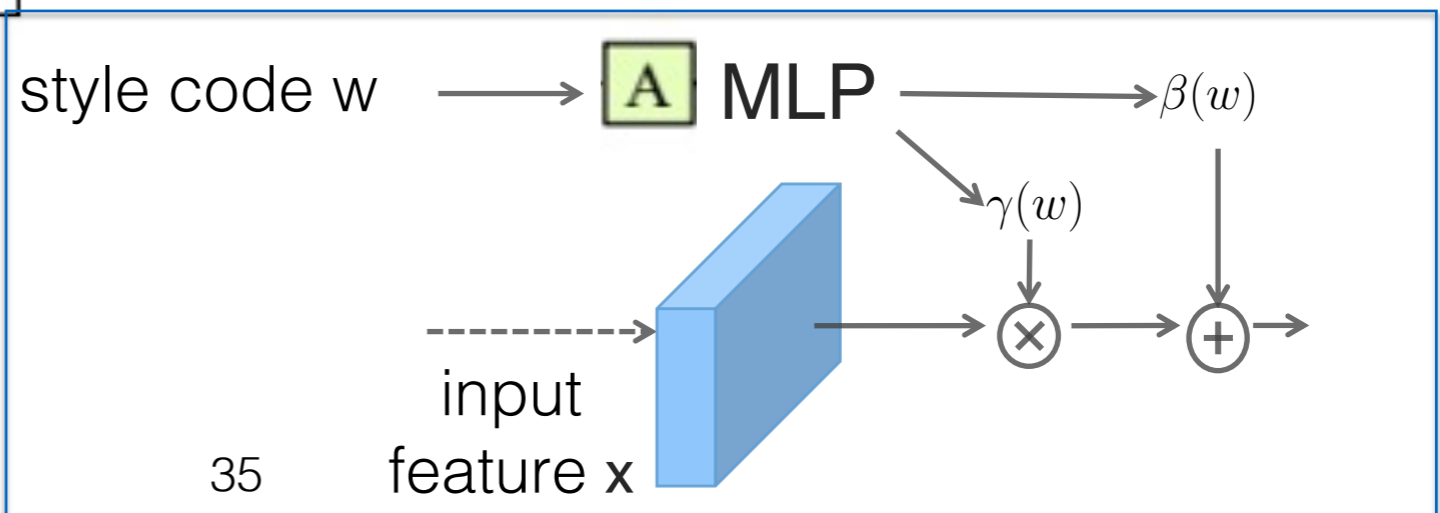 style code w
A MLP
β(w)
γ(w)
×
+
input
feature x
35